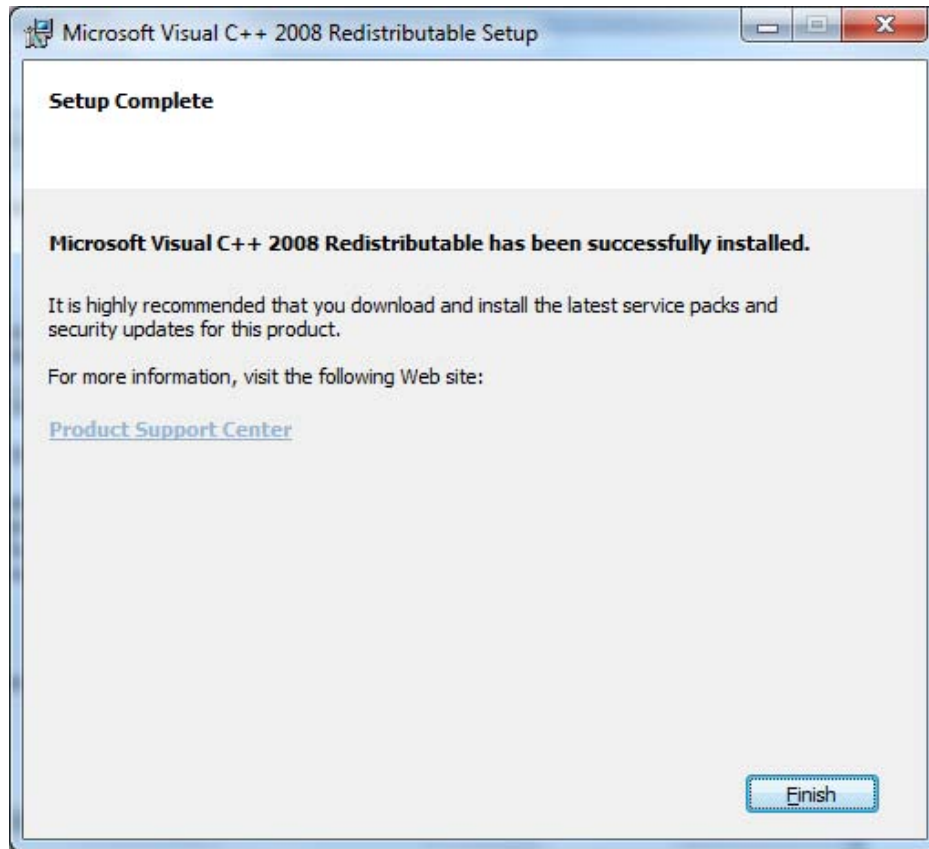 Microsoft Visual C++ 2008 Redistributable Setup
Setup Complete
Microsoft Visual C++ 2008 Redistributable has been successfully installed.
It is highly recommended that you download and install the latest service packs and
security updates for this product.
For more information, visit the following Web site:
Product Support Center
Finish